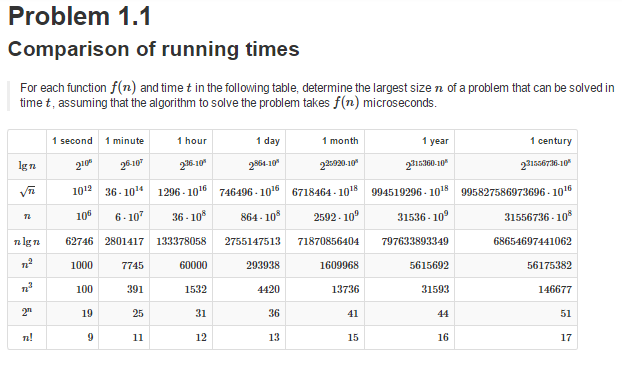 Problem 1.1
Comparison of running times
For each function f(n) and time t in the following table, determine the largest size n of a problem that can be solved in
time t, assuming that the algorithm to solve the problem takes f(n) microseconds.
1 second 1 minute 1 hour 1 day 1 month 1 year 1 century
lg n 2^{10^6} 2^{6·10^7} 2^{36·10^8} 2^{864·10^8} 2^{25920·10^8} 2^{315360·10^8} 2^{31556736·10^8}
√n 10^{12} 36·10^{14} 1296·10^{16} 746496·10^{16} 6718464·10^{18} 994519296·10^{18} 995827586973696·10^{16}
n 10^6 6·10^7 36·10^8 864·10^8 2592·10^9 31536·10^9 31556736·10^8
n lg n 62746 2801417 133378058 2755147513 71870856404 797633893349 68654697441062
n^2 1000 7745 60000 293938 1609968 5615692 56175382
n^3 100 391 1532 4420 13736 31593 146677
2^n 19 25 31 36 41 44 51
n! 9 11 12 13 15 16 17